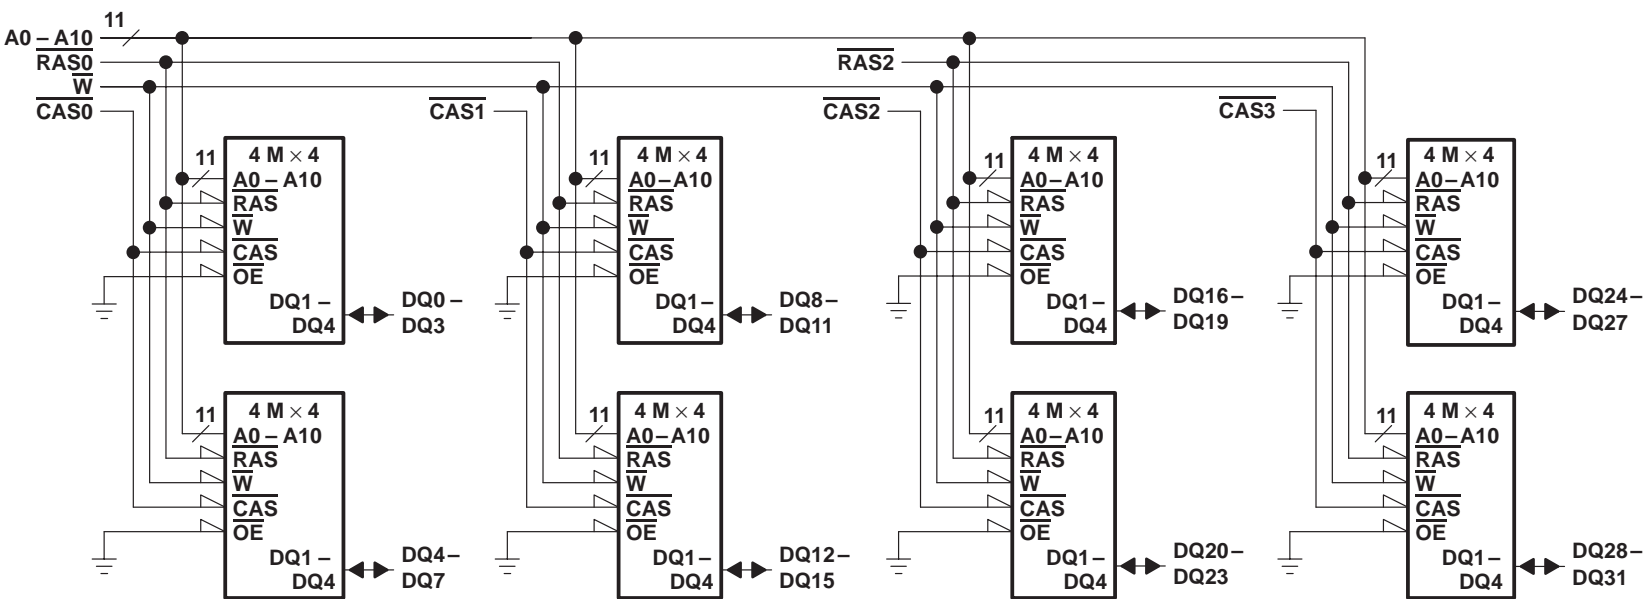 11
A0 – A10
RAS0
RAS2
W
CAS0
CAS1
CAS2
CAS3
4 M × 4
11
A0 – A10
RAS
W
CAS
OE
DQ1 –
DQ4
DQ0 –
DQ3
4 M × 4
11
A0 – A10
RAS
W
CAS
OE
DQ1 –
DQ4
DQ8 –
DQ11
4 M × 4
11
A0 – A10
RAS
W
CAS
OE
DQ1 –
DQ4
DQ16 –
DQ19
4 M × 4
11
A0 – A10
RAS
W
CAS
OE
DQ1 –
DQ4
DQ24 –
DQ27
4 M × 4
11
A0 – A10
RAS
W
CAS
OE
DQ1 –
DQ4
DQ4 –
DQ7
4 M × 4
11
A0 – A10
RAS
W
CAS
OE
DQ1 –
DQ4
DQ12 –
DQ15
4 M × 4
11
A0 – A10
RAS
W
CAS
OE
DQ1 –
DQ4
DQ20 –
DQ23
4 M × 4
11
A0 – A10
RAS
W
CAS
OE
DQ1 –
DQ4
DQ28 –
DQ31